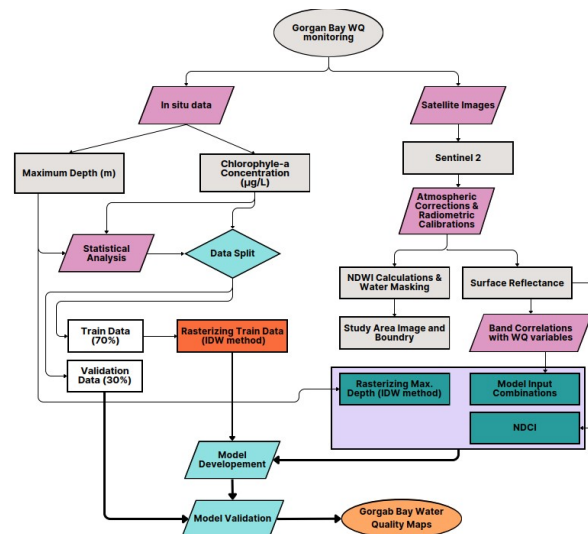 Gorgan Bay WQ
monitoring
In situ data
Satellite Images
Maximum Depth (m)
Chlorophyle-a
Concentration
(µg/L)
Sentinel 2
Atmospheric
Corrections &
Radiometric
Calibrations
Statistical
Analysis
Data Split
NDWI Calculations &
Water Masking
Surface Reflectance
Train Data
(70%)
Rasterizing Train Data
(IDW method)
Study Area Image and
Boundry
Band Correlations
with WQ variables
Validation
Data (30%)
Rasterizing Max.
Depth (IDW method)
Model Input
Combinations
NDCI
Model
Developement
Model Validation
Gorgab Bay Water
Quality Maps